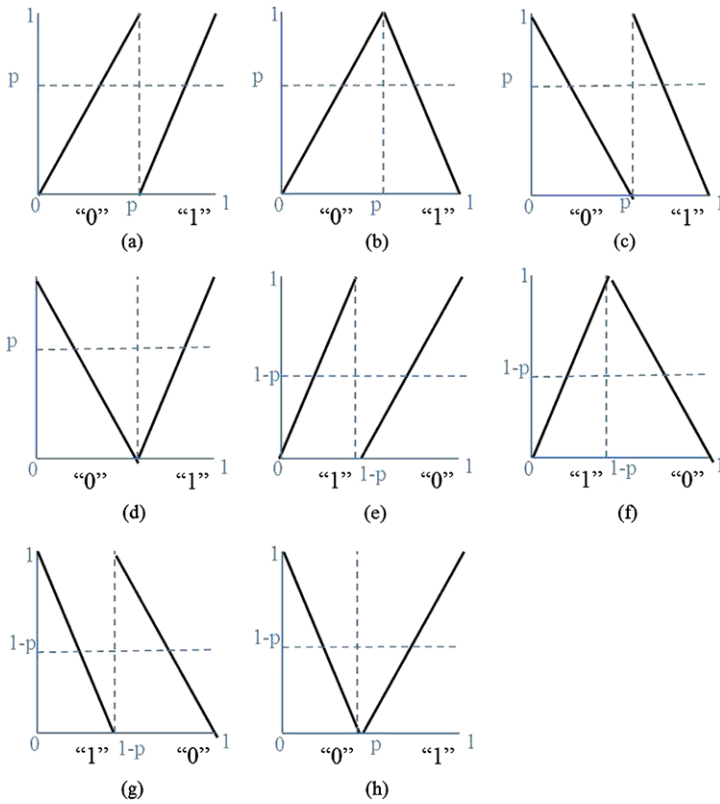 1 1 1
p p p
0 "0" p "1" 1 0 "0" p "1" 1 0 "0" p "1" 1
(a) (b) (c)
1 1
p 1-p 1-p
0 "0" "1" 1 0 "1" 1-p "0" 1 0 "1" 1-p "0" 1
(d) (e) (f)
1 1
1-p 1-p
0 "1" 1-p "0" 1 0 "0" p "1" 1
(g) (h)